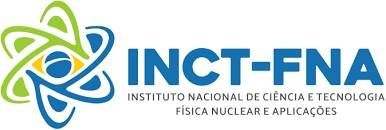 INCT-FNA
INSTITUTO NACIONAL DE CIÊNCIA E TECNOLOGIA
FÍSICA NUCLEAR E APLICAÇÕES